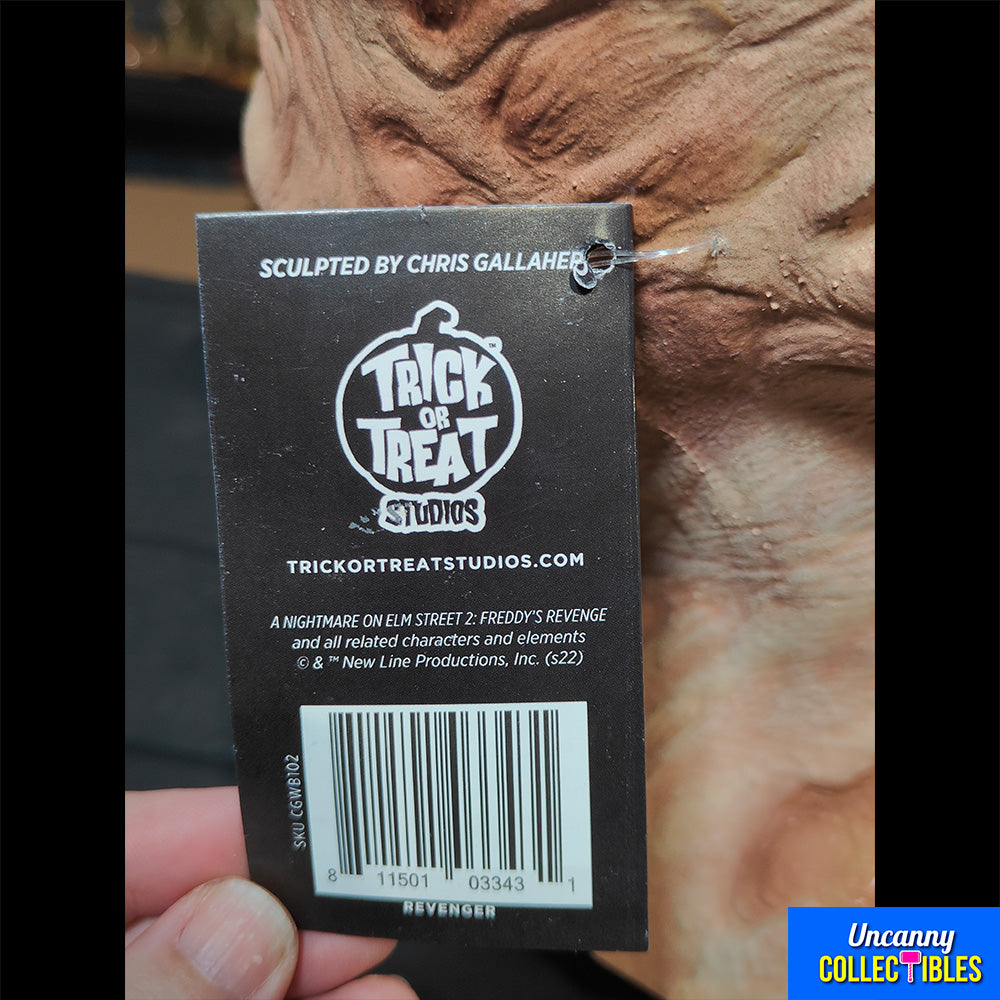 SCULPTED BY CHRIS GALLAHER
TRICK
OR
TREAT
STUDIOS
™
TRICKORTREATSTUDIOS.COM
A NIGHTMARE ON ELM STREET 2: FREDDY'S REVENGE
and all related characters and elements
© & ™ New Line Productions, Inc. (s22)
SKU CGWB102
8 11501 03343 1
REVENGER
Uncanny
COLLECTIBLES